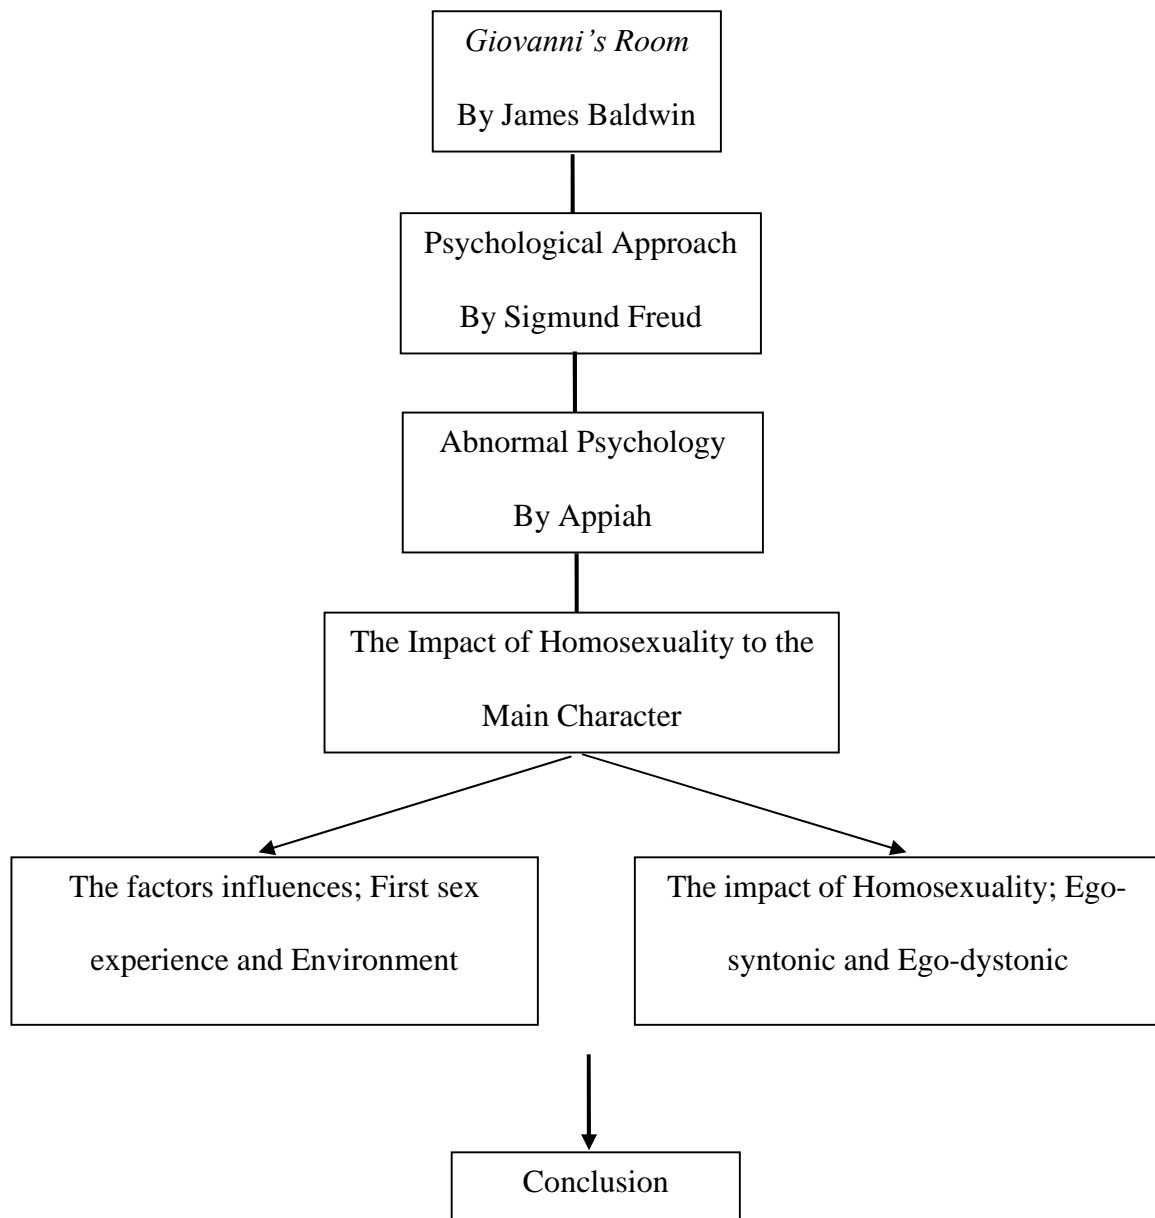 Giovanni’s Room
By James Baldwin
Psychological Approach
By Sigmund Freud
Abnormal Psychology
By Appiah
The Impact of Homosexuality to the
Main Character
The factors influences; First sex
experience and Environment
The impact of Homosexuality; Ego-
syntonic and Ego-dystonic
Conclusion